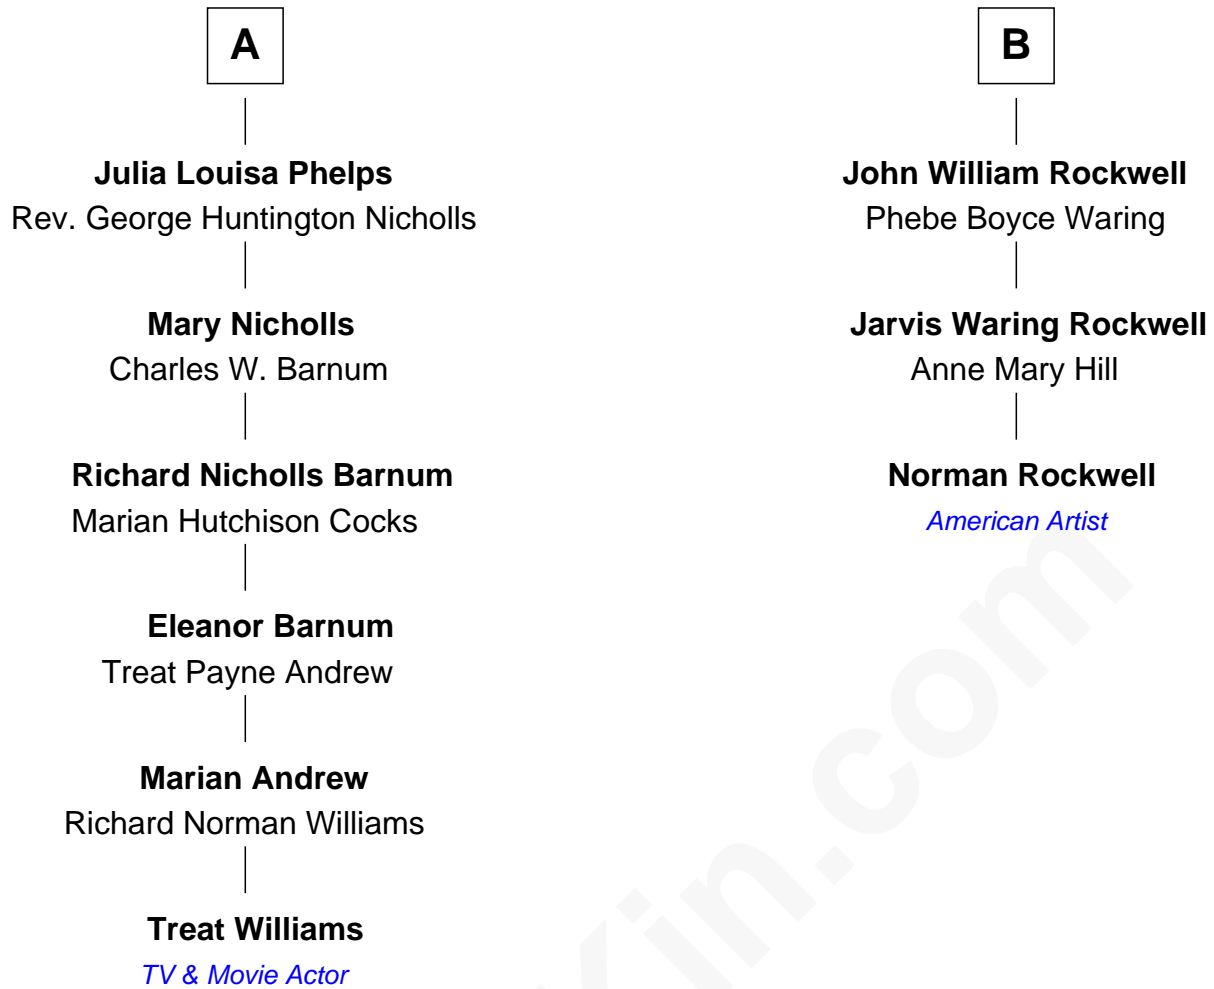 A
Julia Louisa Phelps
Rev. George Huntington Nicholls
Mary Nicholls
Charles W. Barnum
Richard Nicholls Barnum
Marian Hutchison Cocks
Eleanor Barnum
Treat Payne Andrew
Marian Andrew
Richard Norman Williams
Treat Williams
TV & Movie Actor
B
John William Rockwell
Phebe Boyce Waring
Jarvis Waring Rockwell
Anne Mary Hill
Norman Rockwell
American Artist
Kin.com